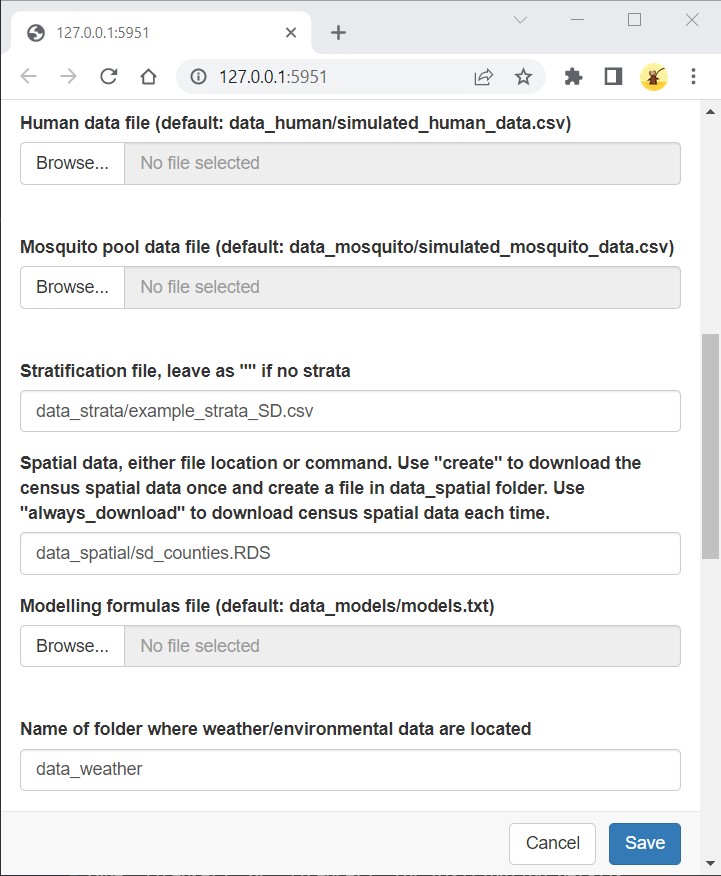 127.0.0.1:5951
127.0.0.1:5951
Human data file (default: data_human/simulated_human_data.csv)
Browse... No file selected
Mosquito pool data file (default: data_mosquito/simulated_mosquito_data.csv)
Browse... No file selected
Stratification file, leave as "" if no strata
data_strata/example_strata_SD.csv
Spatial data, either file location or command. Use "create" to download the
census spatial data once and create a file in data_spatial folder. Use
"always_download" to download census spatial data each time.
data_spatial/sd_counties.RDS
Modelling formulas file (default: data_models/models.txt)
Browse... No file selected
Name of folder where weather/environmental data are located
data_weather
Cancel Save